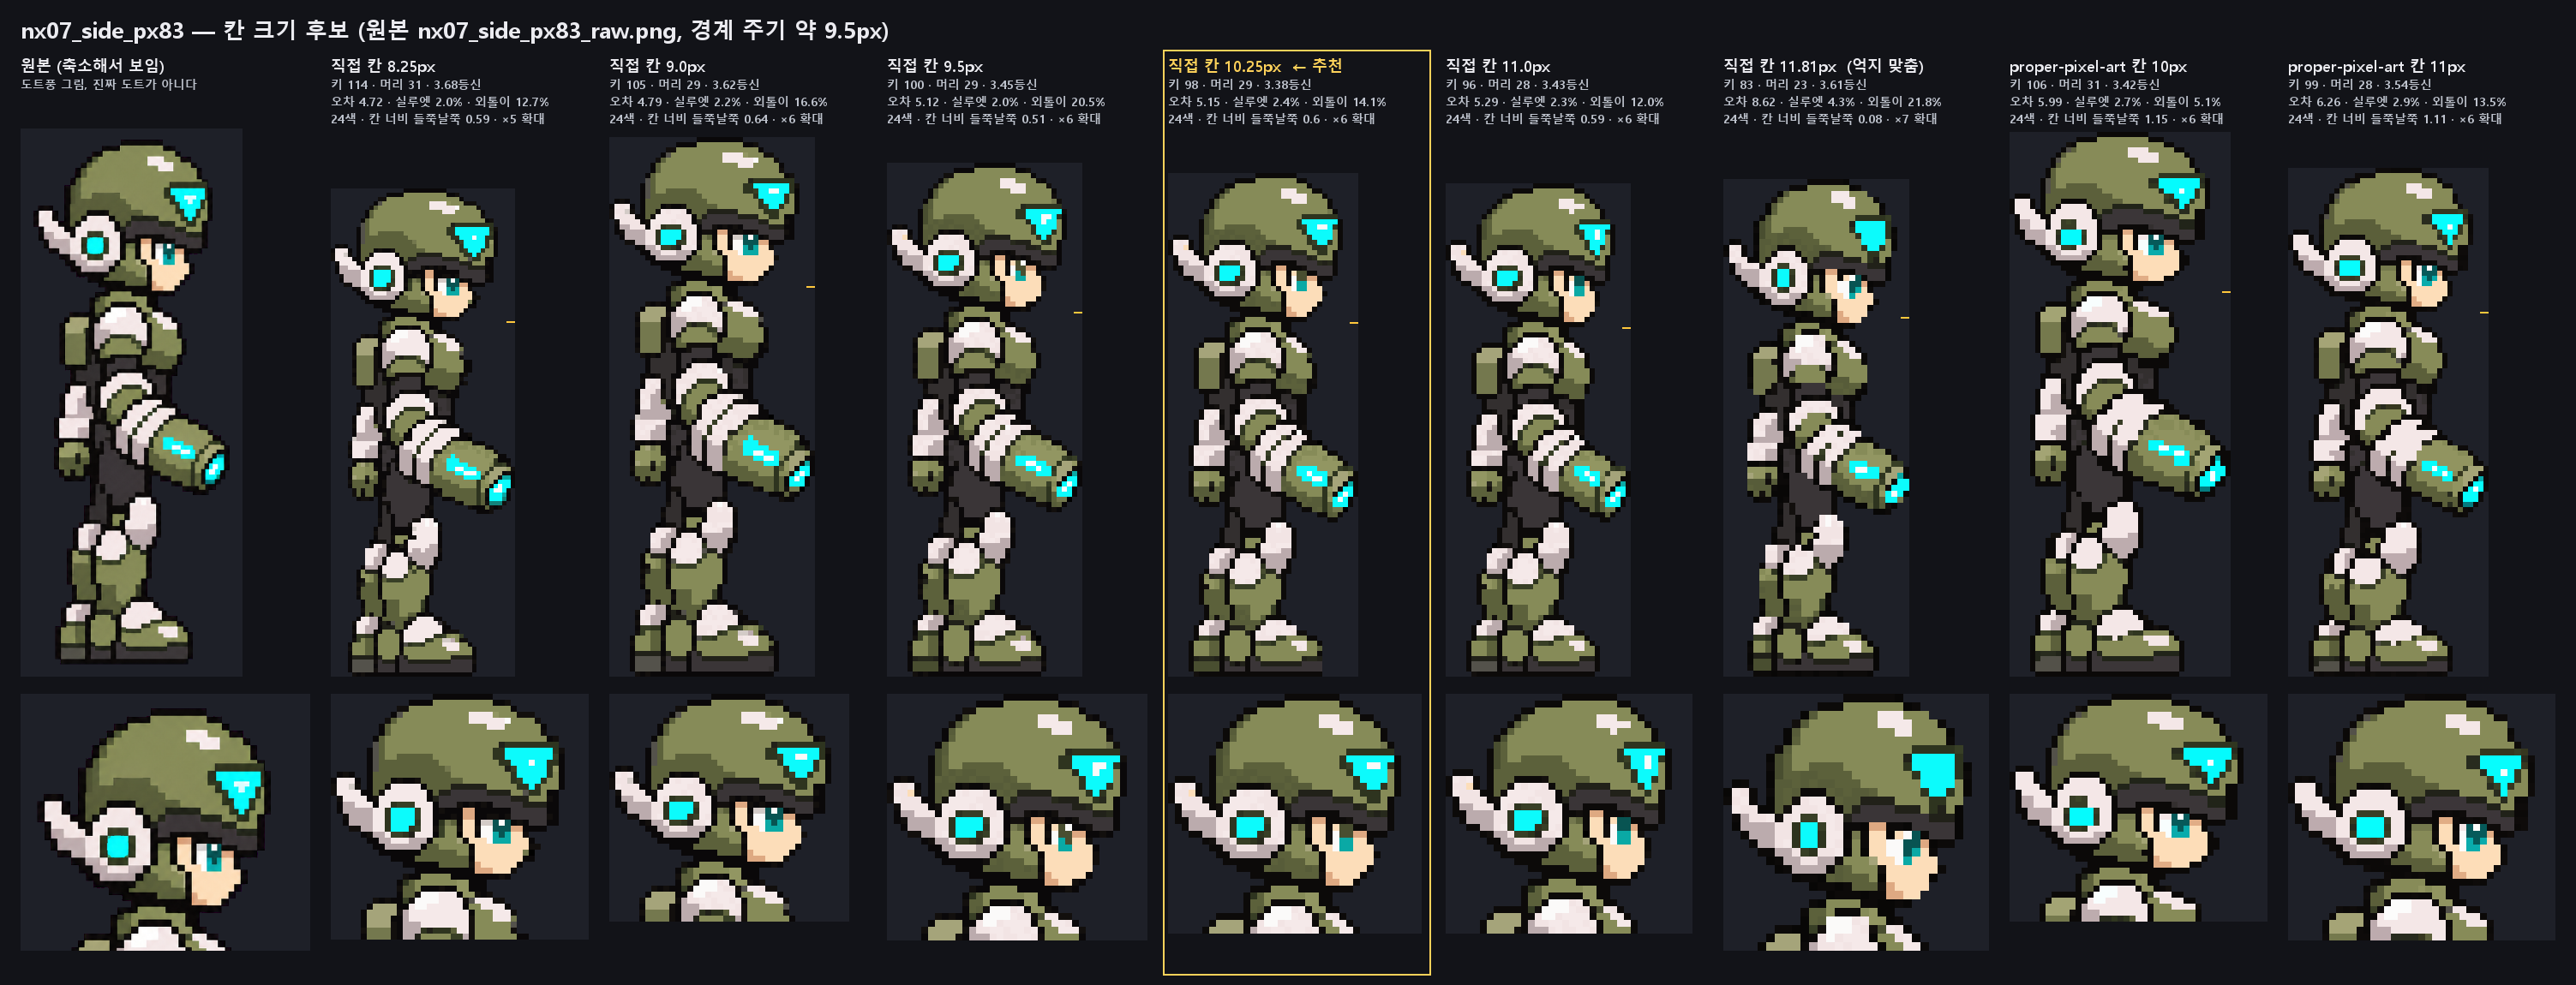 nx07_side_px83 — 칸 크기 후보 (원본 nx07_side_px83_raw.png, 경계 주기 약 9.5px)
원본 (축소해서 보임)
도트풍 그림, 진짜 도트가 아니다
직접 칸 8.25px
키 114 · 머리 31 · 3.68등신
오차 4.72 · 실루엣 2.0% · 외톨이 12.7%
24색 · 칸 너비 들쭉날쭉 0.59 · ×5 확대
직접 칸 9.0px
키 105 · 머리 29 · 3.62등신
오차 4.79 · 실루엣 2.2% · 외톨이 16.6%
24색 · 칸 너비 들쭉날쭉 0.64 · ×6 확대
직접 칸 9.5px
키 100 · 머리 29 · 3.45등신
오차 5.12 · 실루엣 2.0% · 외톨이 20.5%
24색 · 칸 너비 들쭉날쭉 0.51 · ×6 확대
직접 칸 10.25px ← 추천
키 98 · 머리 29 · 3.38등신
오차 5.15 · 실루엣 2.4% · 외톨이 14.1%
24색 · 칸 너비 들쭉날쭉 0.6 · ×6 확대
직접 칸 11.0px
키 96 · 머리 28 · 3.43등신
오차 5.29 · 실루엣 2.3% · 외톨이 12.0%
24색 · 칸 너비 들쭉날쭉 0.59 · ×6 확대
직접 칸 11.81px (억지 맞춤)
키 83 · 머리 23 · 3.61등신
오차 8.62 · 실루엣 4.3% · 외톨이 21.8%
24색 · 칸 너비 들쭉날쭉 0.08 · ×7 확대
proper-pixel-art 칸 10px
키 106 · 머리 31 · 3.42등신
오차 5.99 · 실루엣 2.7% · 외톨이 5.1%
24색 · 칸 너비 들쭉날쭉 1.15 · ×6 확대
proper-pixel-art 칸 11px
키 99 · 머리 28 · 3.54등신
오차 6.26 · 실루엣 2.9% · 외톨이 13.5%
24색 · 칸 너비 들쭉날쭉 1.11 · ×6 확대